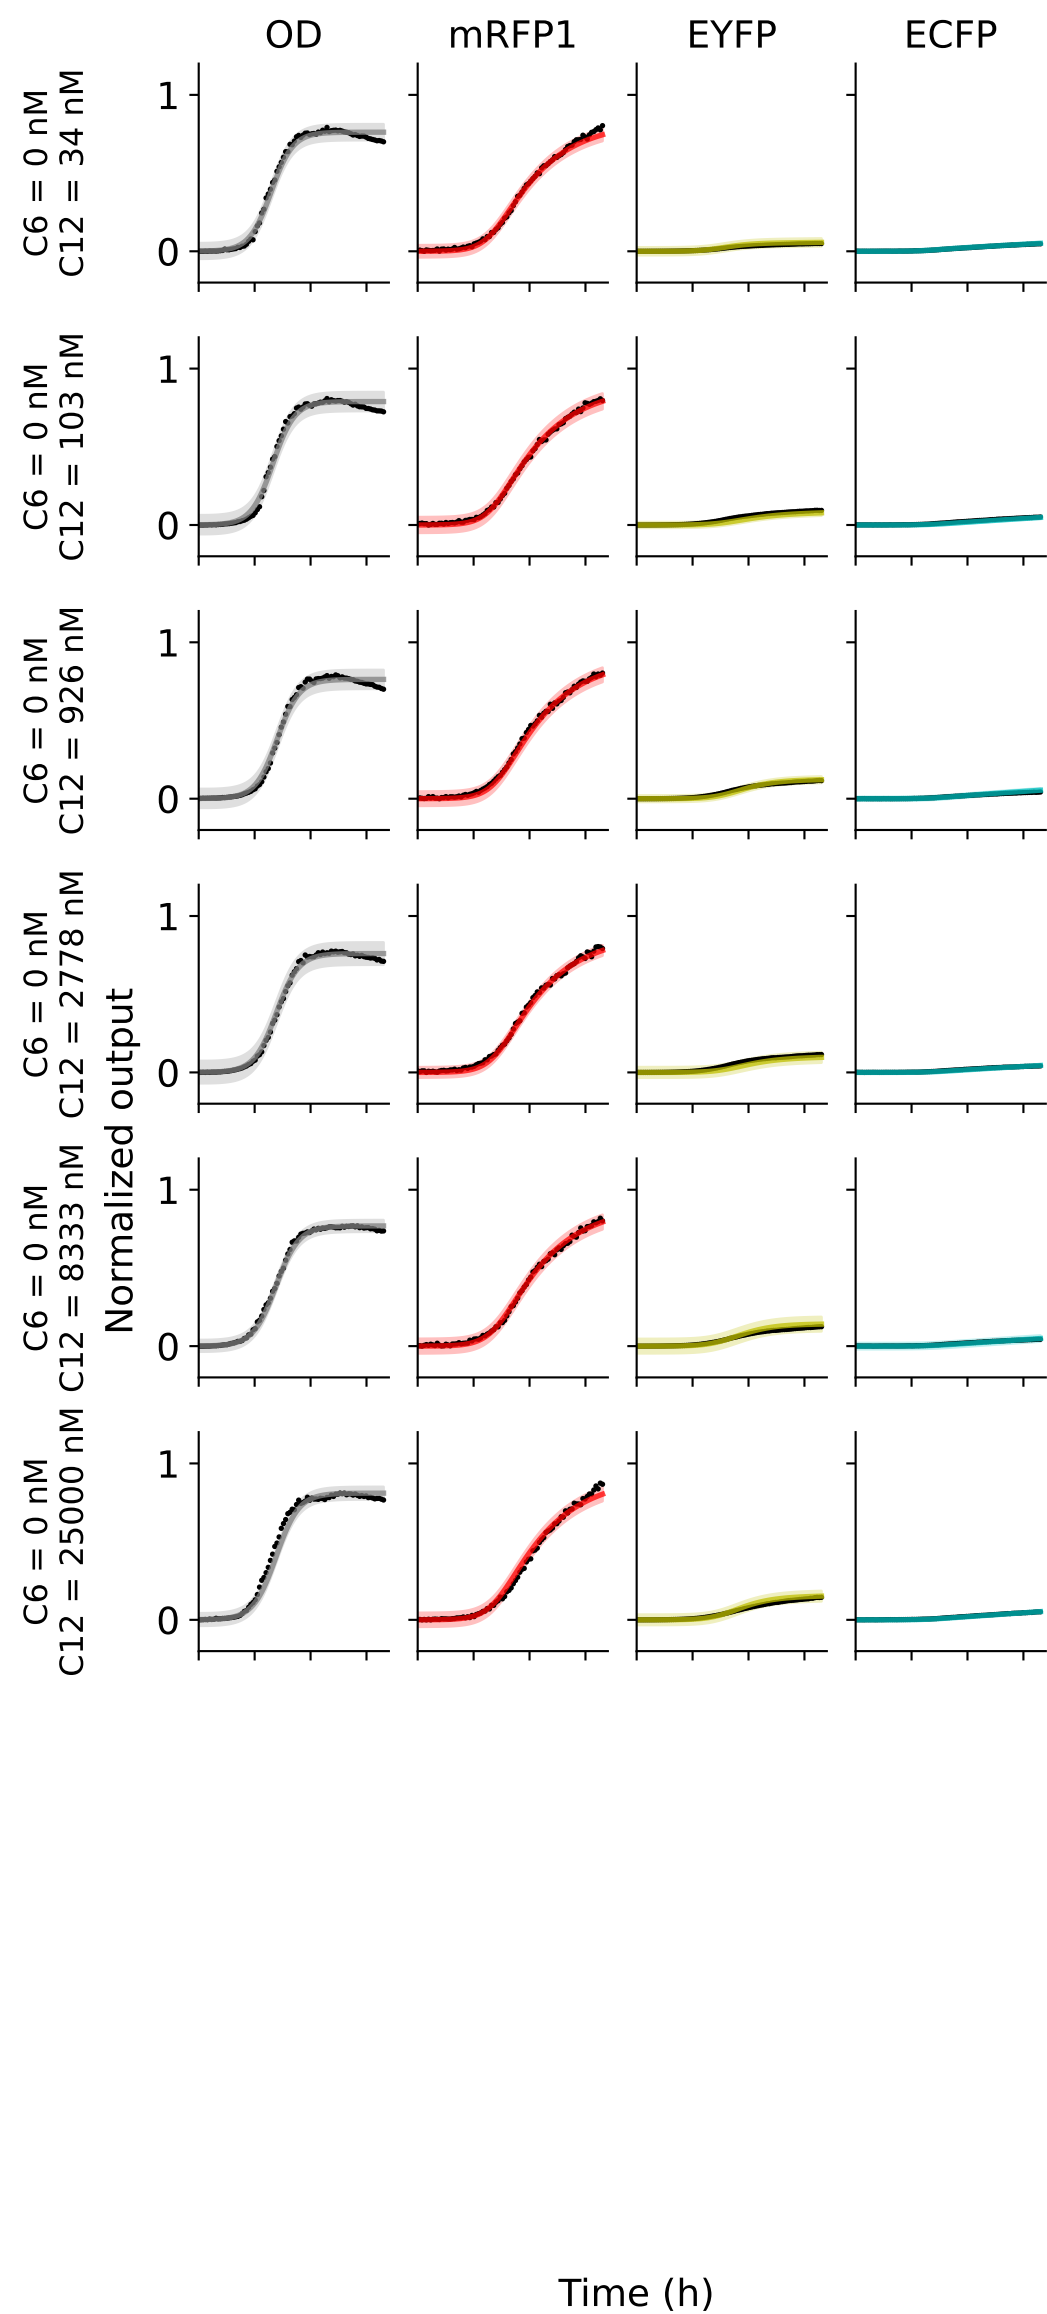 OD mRFP1 EYFP ECFP
C6 = 0 nM
C12 = 34 nM
1
0
C6 = 0 nM
C12 = 103 nM
1
0
C6 = 0 nM
C12 = 926 nM
1
0
C6 = 0 nM
C12 = 2778 nM
1
0
Normalized output
C6 = 0 nM
C12 = 8333 nM
1
0
C6 = 0 nM
C12 = 25000 nM
1
0
Time (h)